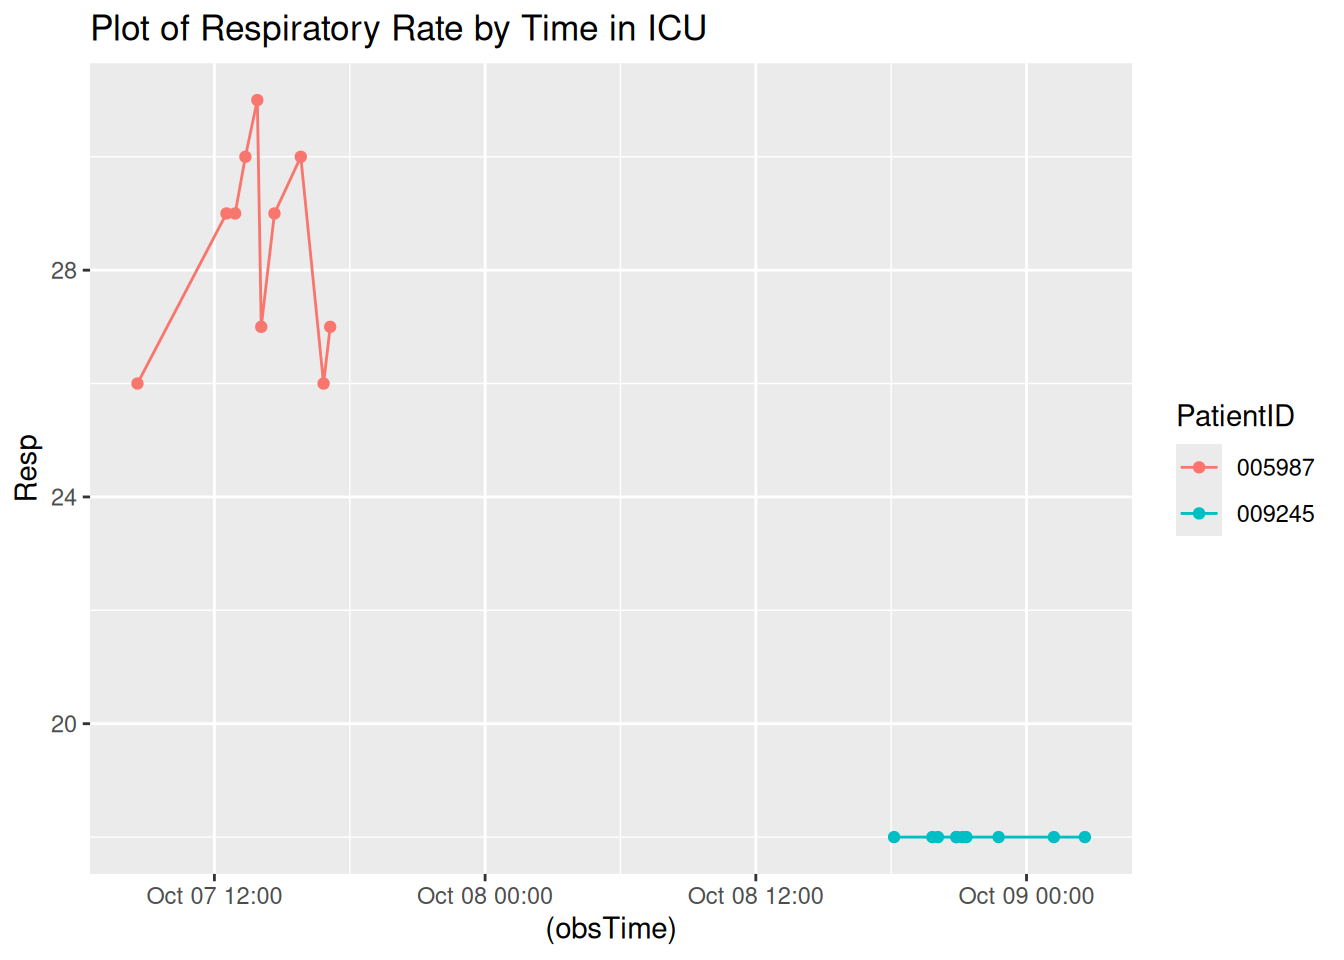 Plot of Respiratory Rate by Time in ICU
Resp
28
24
20
Oct 07 12:00
Oct 08 00:00
Oct 08 12:00
Oct 09 00:00
(obsTime)
PatientID
005987
009245